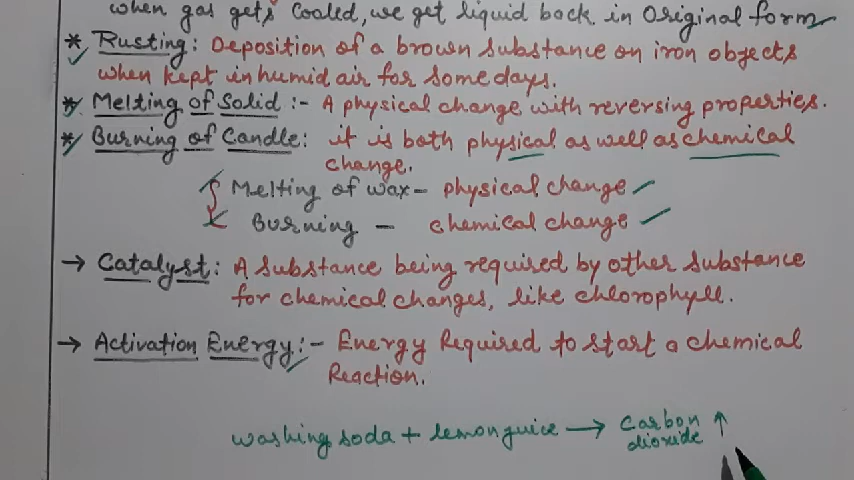 when gas gets cooled, we get liquid back in original form
* Rusting: Deposition of a brown substance on iron objects
when kept in humid air for some days.
* Melting of Solid :- A physical change with reversing properties.
* Burning of Candle: it is both physical as well as chemical
change.
Melting of wax - physical change
Burning - chemical change
→ Catalyst: A substance being required by other substance
for chemical changes, like chlorophyll.
→ Activation Energy:- Energy Required to start a chemical
Reaction.
washing soda + lemon juice → carbon ↑
dioxide